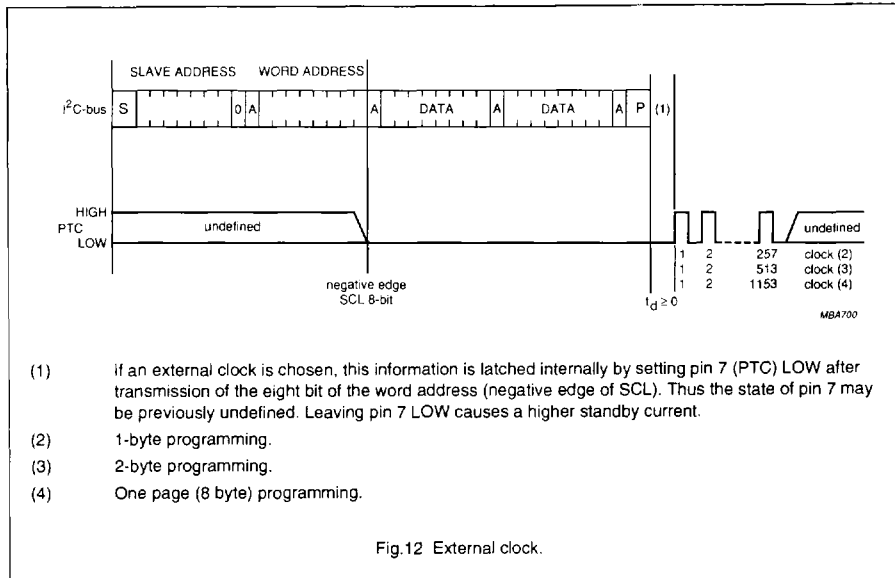 SLAVE ADDRESS WORD ADDRESS
I²C-bus S 0 A A DATA A DATA A P (1)
HIGH
PTC undefined undefined
LOW
1 2 257 clock (2)
1 2 513 clock (3)
1 2 1153 clock (4)
negative edge
SCL 8-bit
td ≥ 0
MBA700
(1) If an external clock is chosen, this information is latched internally by setting pin 7 (PTC) LOW after
transmission of the eight bit of the word address (negative edge of SCL). Thus the state of pin 7 may
be previously undefined. Leaving pin 7 LOW causes a higher standby current.
(2) 1-byte programming.
(3) 2-byte programming.
(4) One page (8 byte) programming.
Fig.12 External clock.